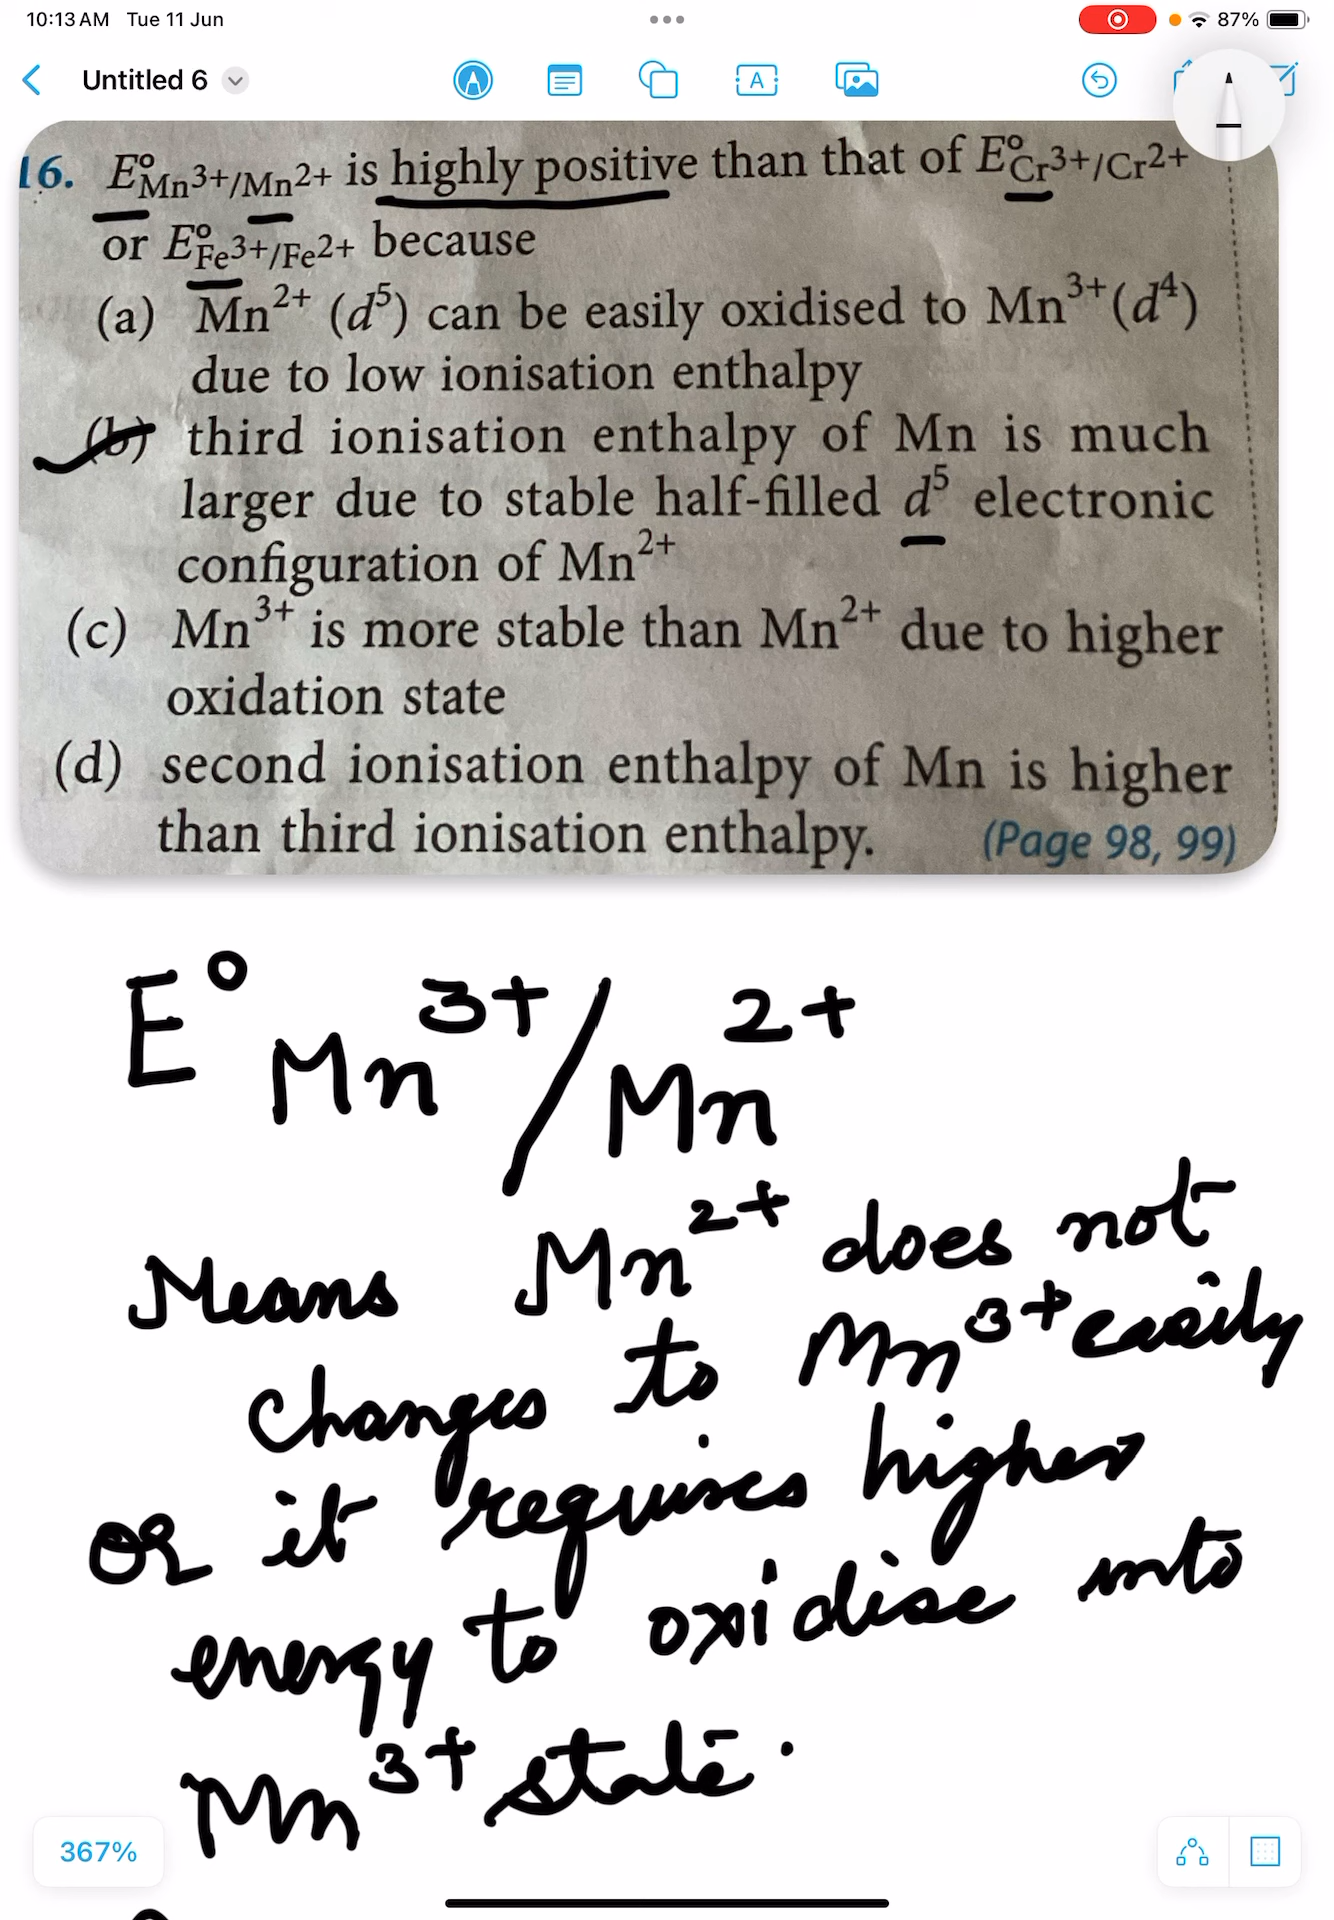 10:13 AM Tue 11 Jun
87%
Untitled 6
A
16. E°Mn3+/Mn2+ is highly positive than that of E°Cr3+/Cr2+
or E°Fe3+/Fe2+ because
(a) Mn²⁺ (d⁵) can be easily oxidised to Mn³⁺(d⁴)
due to low ionisation enthalpy
(b) third ionisation enthalpy of Mn is much
larger due to stable half-filled d⁵ electronic
configuration of Mn²⁺
(c) Mn³⁺ is more stable than Mn²⁺ due to higher
oxidation state
(d) second ionisation enthalpy of Mn is higher
than third ionisation enthalpy. (Page 98, 99)
E° Mn³⁺/Mn²⁺
Means Mn²⁺ does not
changes to Mn³⁺ easily
or it requires higher
energy to oxidise into
Mn³⁺ state.
367%